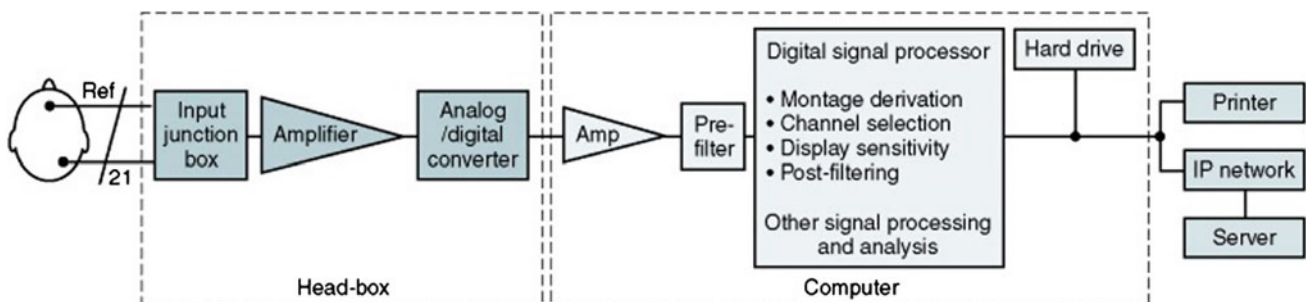 Ref
21
Input
junction
box
Amplifier
Analog
/digital
converter
Head-box
Amp
Pre-
filter
Digital signal processor
• Montage derivation
• Channel selection
• Display sensitivity
• Post-filtering
Other signal processing
and analysis
Hard drive
Computer
Printer
IP network
Server